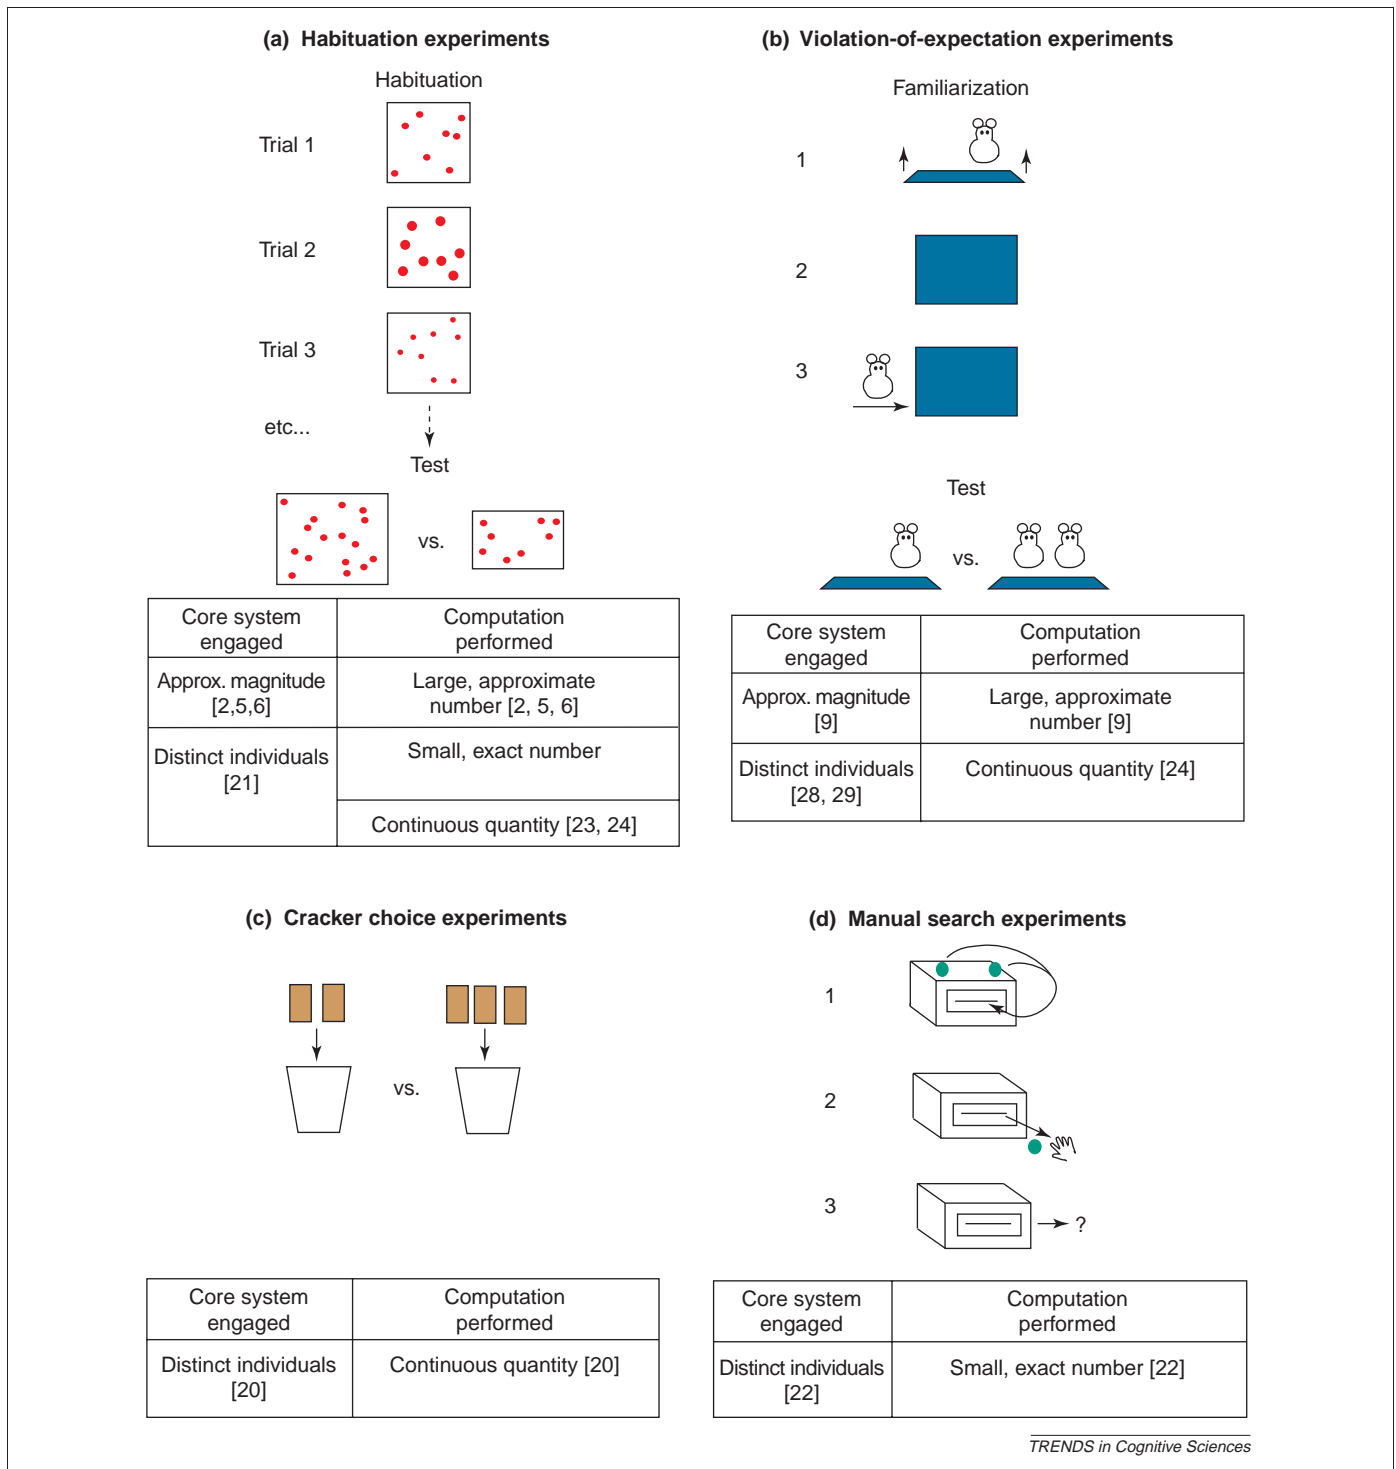 (a) Habituation experiments
Habituation
Trial 1
Trial 2
Trial 3
etc...
Test
vs.
Core system
engaged
Computation
performed
Approx. magnitude
[2,5,6]
Large, approximate
number [2, 5, 6]
Distinct individuals
[21]
Small, exact number
Continuous quantity [23, 24]
(b) Violation-of-expectation experiments
Familiarization
1
2
3
Test
vs.
Core system
engaged
Computation
performed
Approx. magnitude
[9]
Large, approximate
number [9]
Distinct individuals
[28, 29]
Continuous quantity [24]
(c) Cracker choice experiments
vs.
Core system
engaged
Computation
performed
Distinct individuals
[20]
Continuous quantity [20]
(d) Manual search experiments
1
2
3
?
Core system
engaged
Computation
performed
Distinct individuals
[22]
Small, exact number [22]
TRENDS in Cognitive Sciences